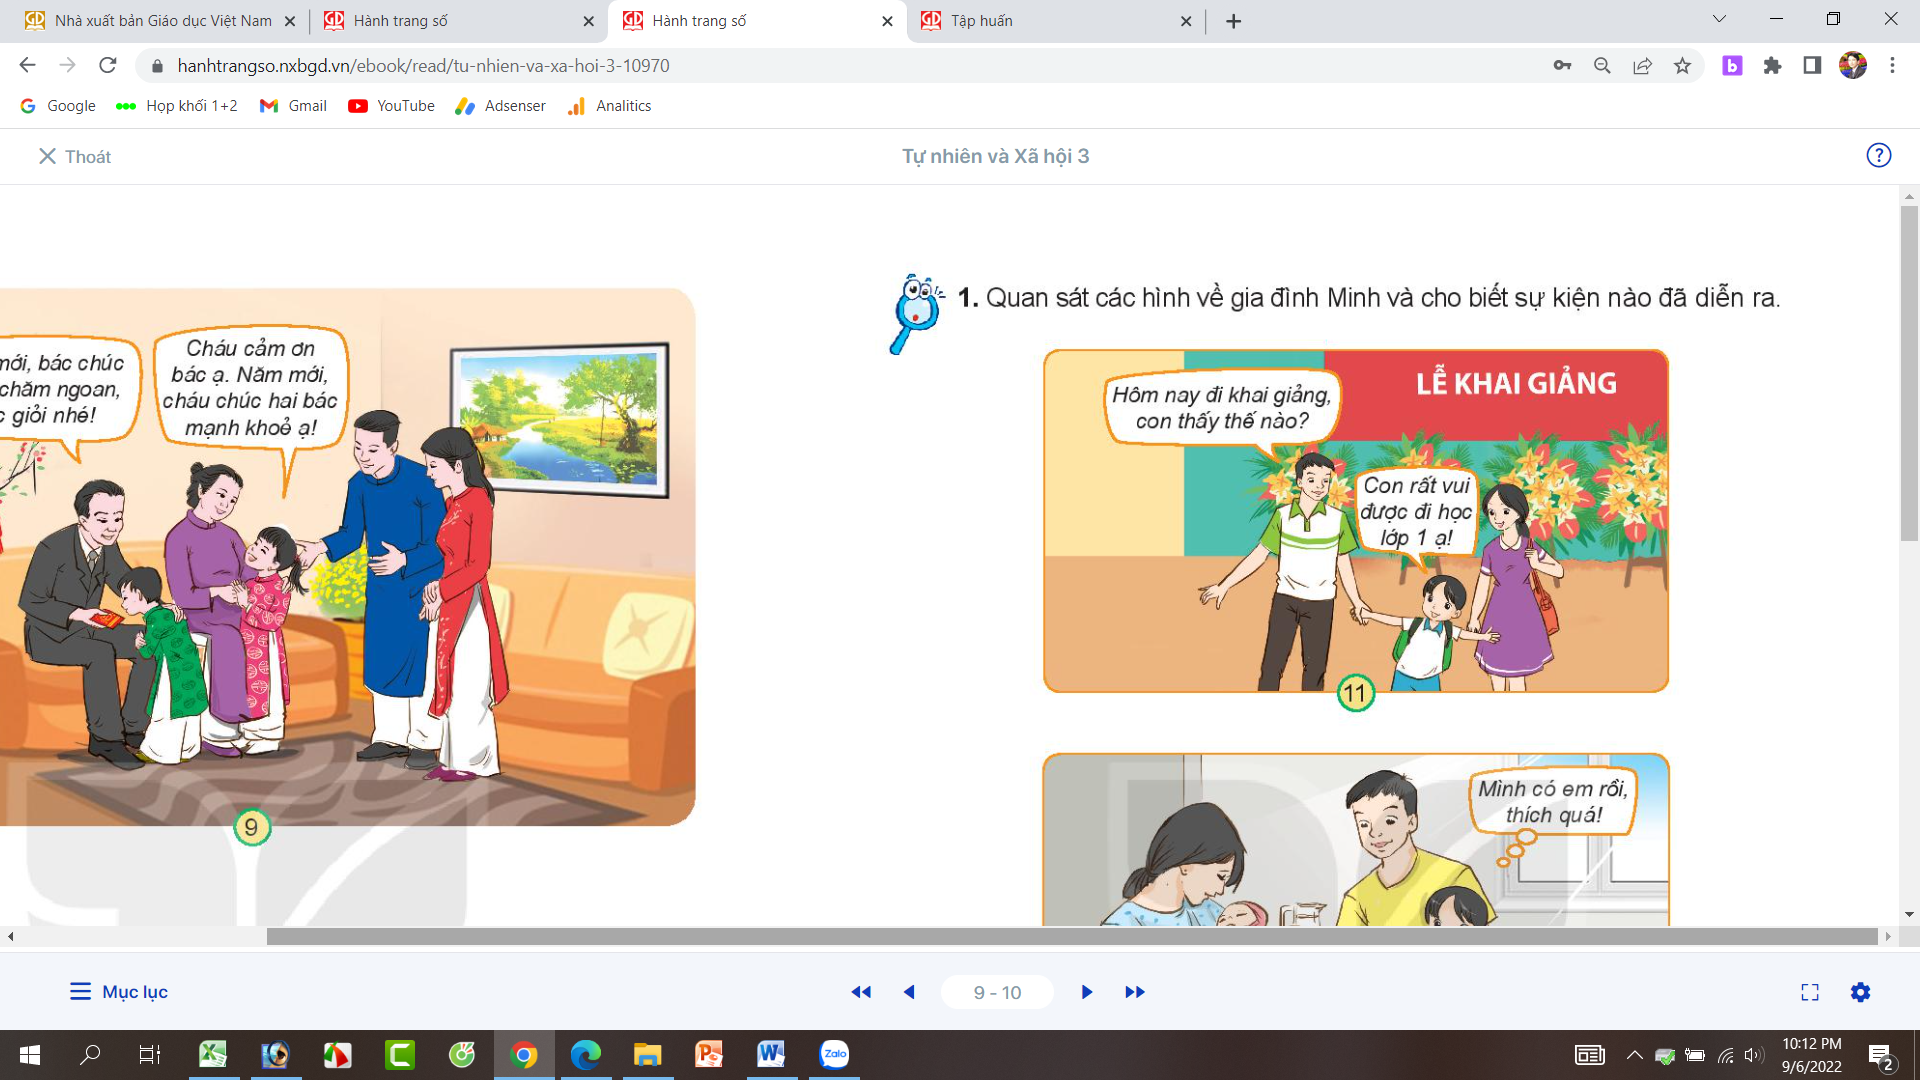 Nhà xuất bản Giáo dục Việt Nam
Hành trang số
Hành trang số
Tập huấn
hanhtrangso.nxbgd.vn/ebook/read/tu-nhien-va-xa-hoi-3-10970
Google
Họp khối 1+2
Gmail
YouTube
Adsenser
Analitics
Thoát
Tự nhiên và Xã hội 3
?
mới, bác chúc
chăm ngoan,
giỏi nhé!
Cháu cảm ơn
bác ạ. Năm mới,
cháu chúc hai bác
mạnh khoẻ ạ!
9
1. Quan sát các hình về gia đình Minh và cho biết sự kiện nào đã diễn ra.
LỄ KHAI GIẢNG
Hôm nay đi khai giảng,
con thấy thế nào?
Con rất vui
được đi học
lớp 1 ạ!
11
Mình có em rồi,
thích quá!
Mục lục
9 - 10
Zalo
10:12 PM
9/6/2022
2